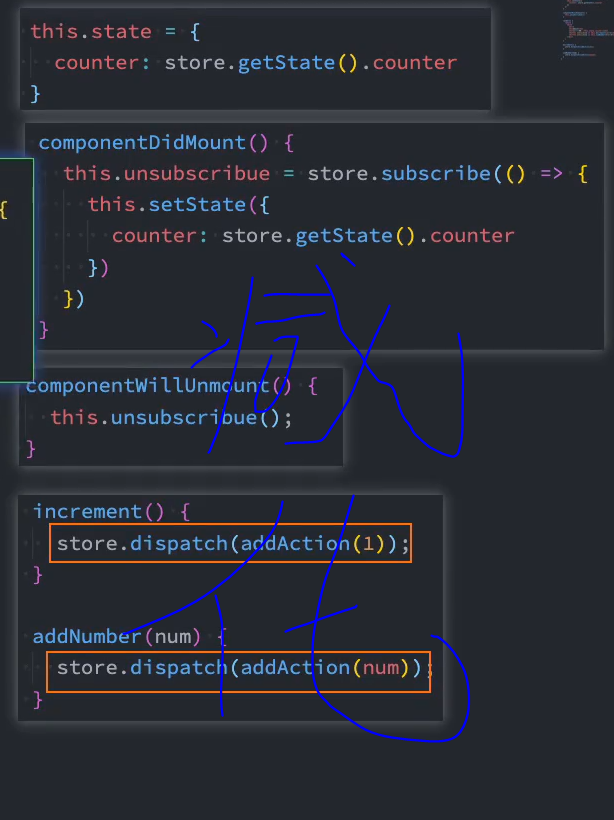 this.state = {
counter: store.getState().counter
}
componentDidMount() {
this.unsubscribue = store.subscribe(() => {
{
this.setState({
counter: store.getState().counter
})
})
}
减化
componentWillUnmount() {
this.unsubscribue();
}
increment() {
store.dispatch(addAction(1));
}
addNumber(num) {
store.dispatch(addAction(num));
}